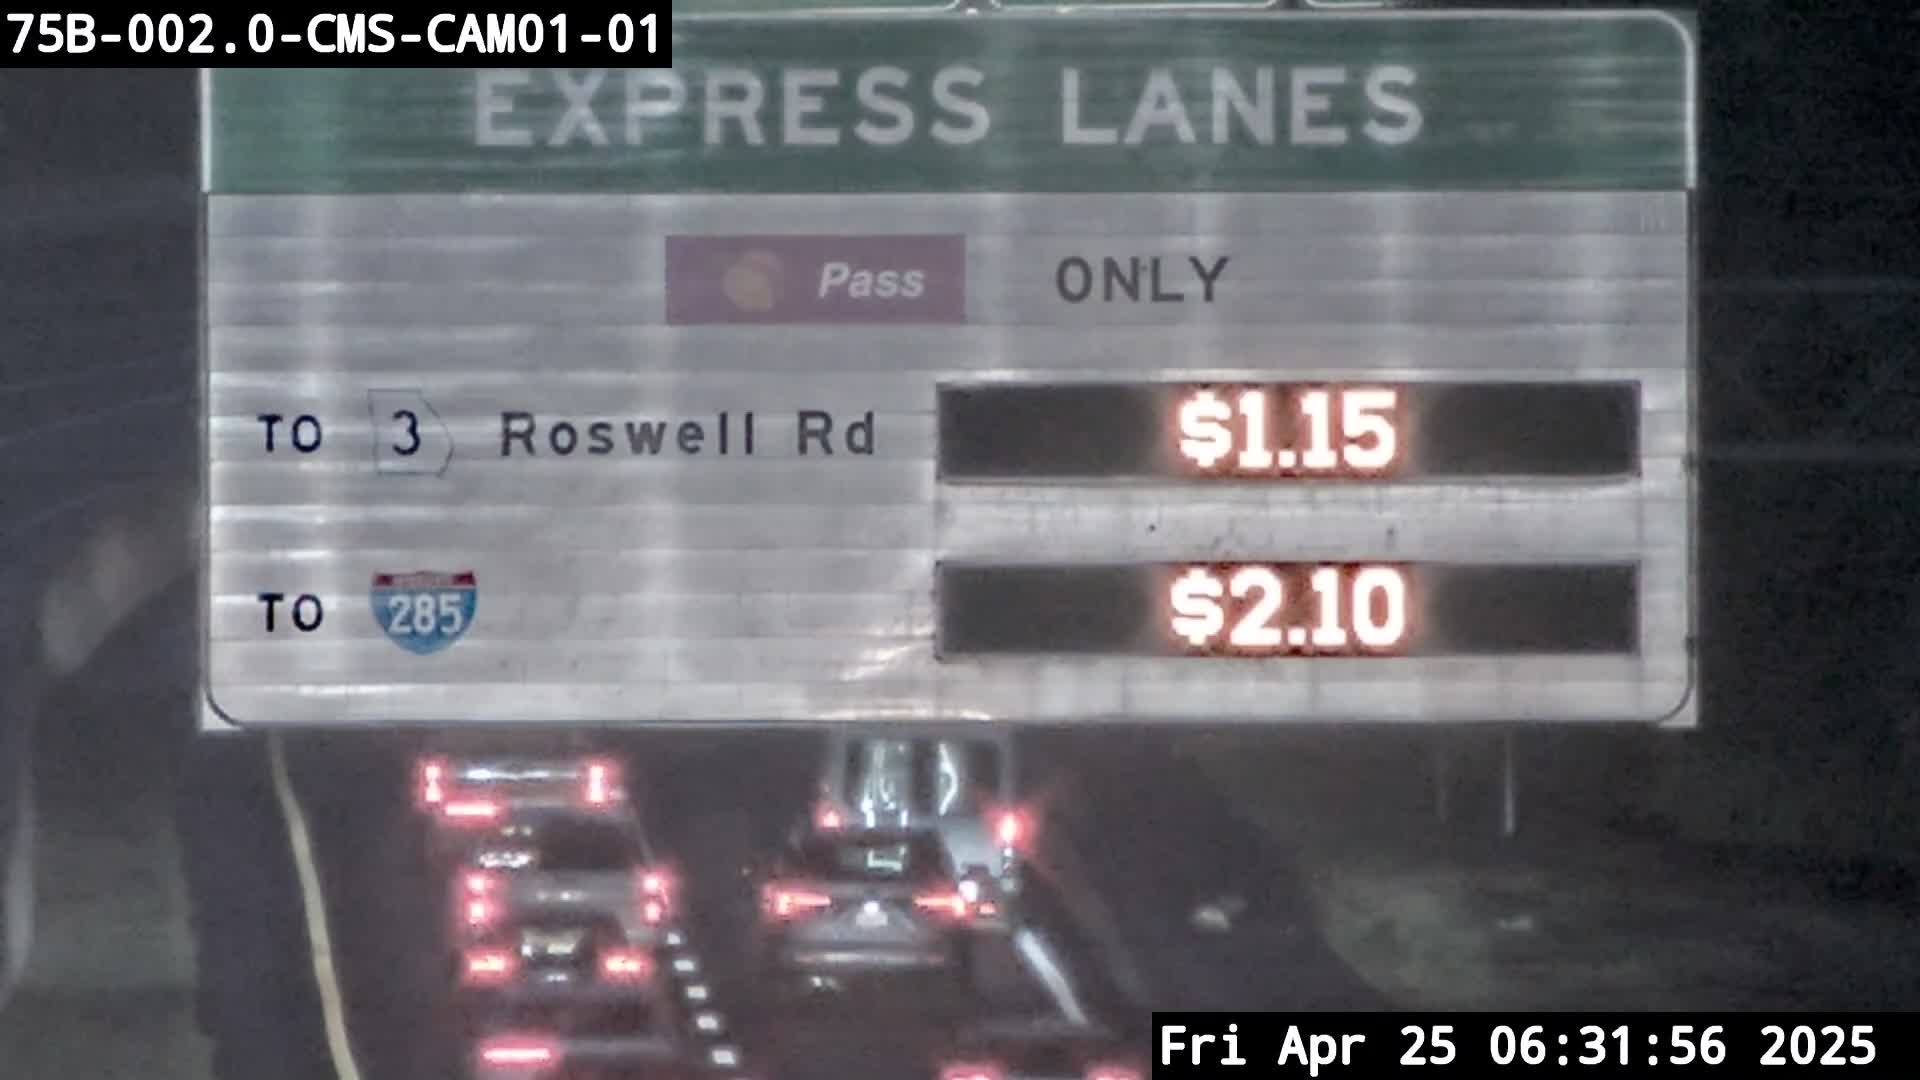 75B-002.0-CMS-CAM01-01
EXPRESS LANES
Pass ONLY
TO 3 Roswell Rd $1.15
TO 285 $2.10
Fri Apr 25 06:31:56 2025